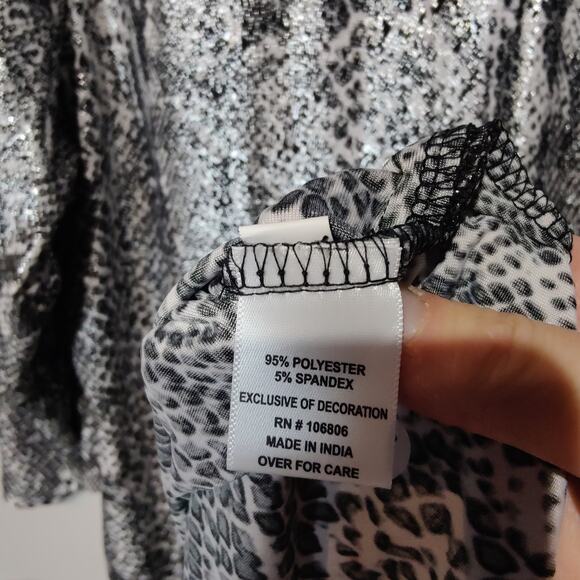 95% POLYESTER
5% SPANDEX
EXCLUSIVE OF DECORATION
RN # 106806
MADE IN INDIA
OVER FOR CARE